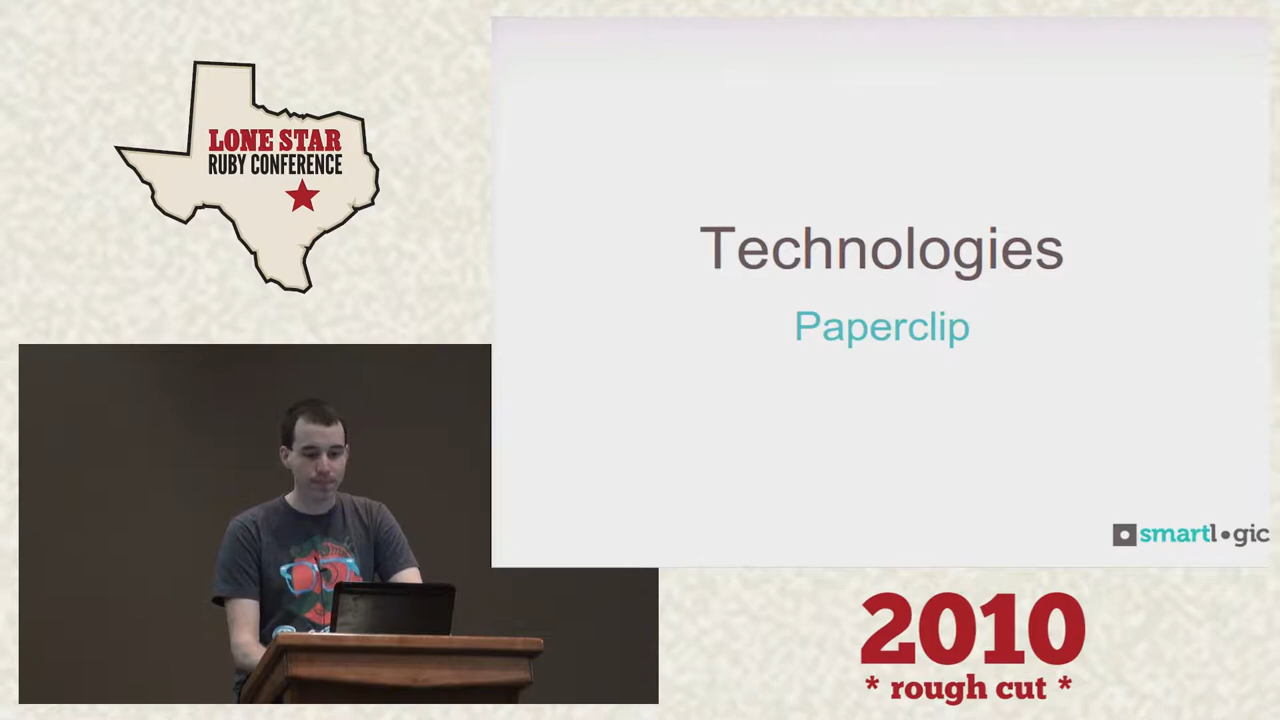 LONE STAR
RUBY CONFERENCE
Technologies
Paperclip
smartlogic
2010
* rough cut *